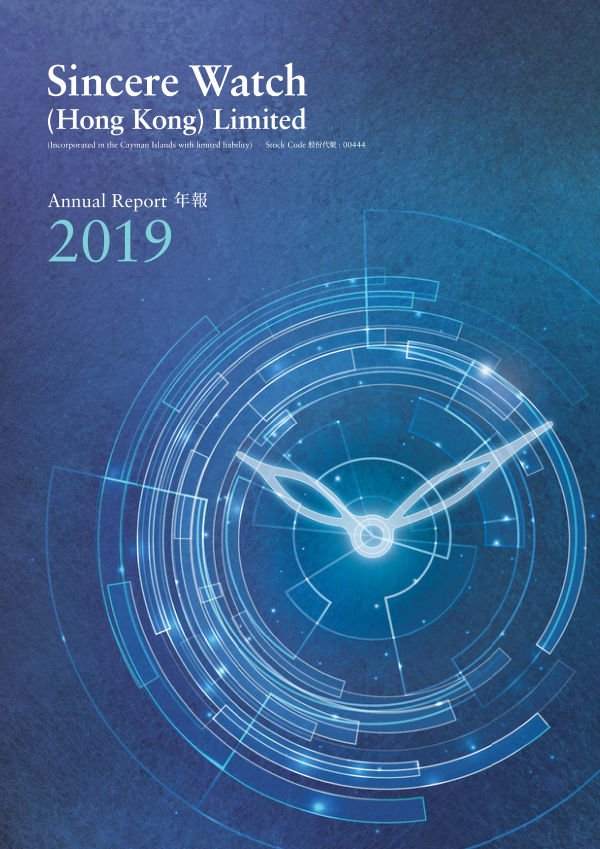 Sincere Watch
(Hong Kong) Limited
(Incorporated in the Cayman Islands with limited liability) Stock Code 股份代號 : 00444
Annual Report 年報
2019